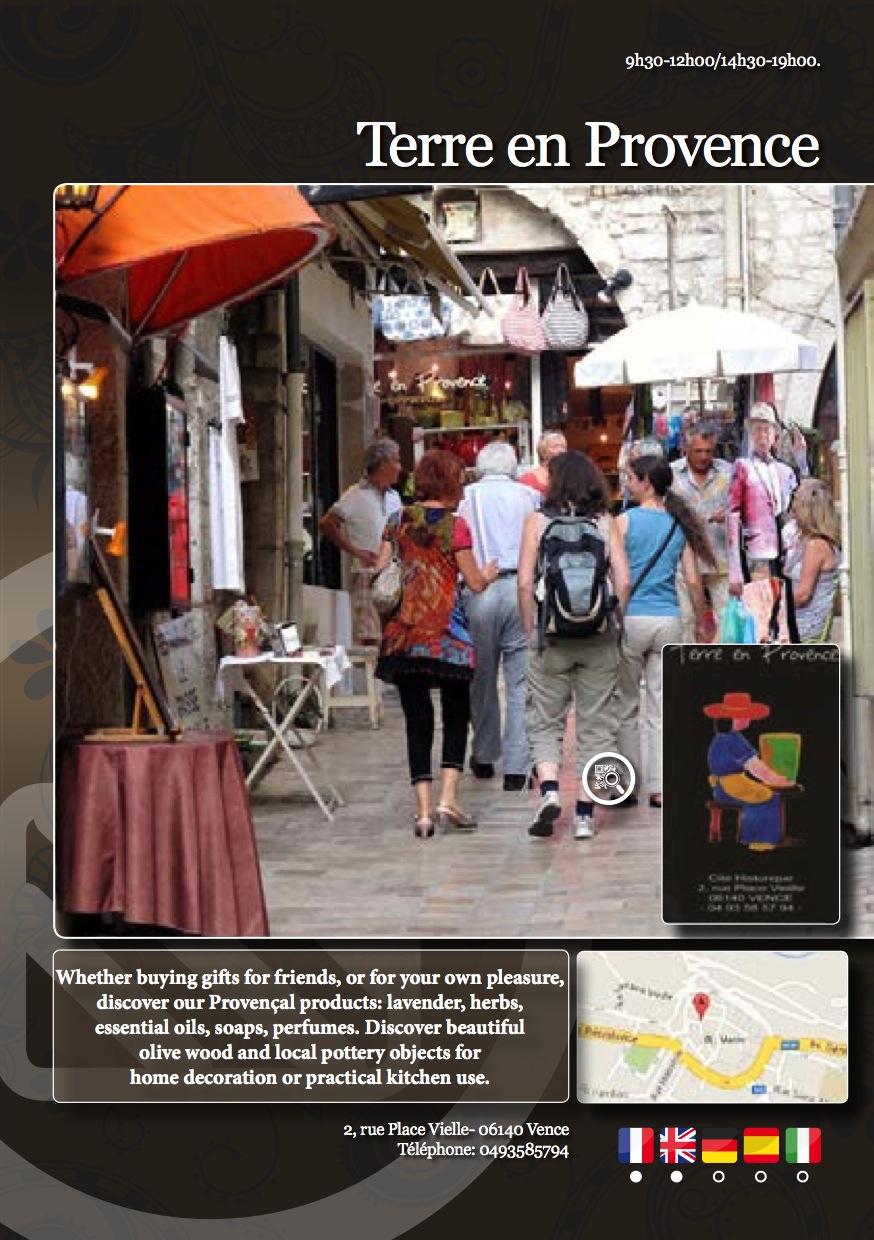 9h30-12h00/14h30-19h00.
Terre en Provence
en Provence
Terre en Provence
Cité Historique
2, rue Place Vieille
06140 VENCE
- 04 93 58 57 94 -
Whether buying gifts for friends, or for your own pleasure,
discover our Provençal products: lavender, herbs,
essential oils, soaps, perfumes. Discover beautiful
olive wood and local pottery objects for
home decoration or practical kitchen use.
A
2, rue Place Vielle- 06140 Vence
Téléphone: 0493585794